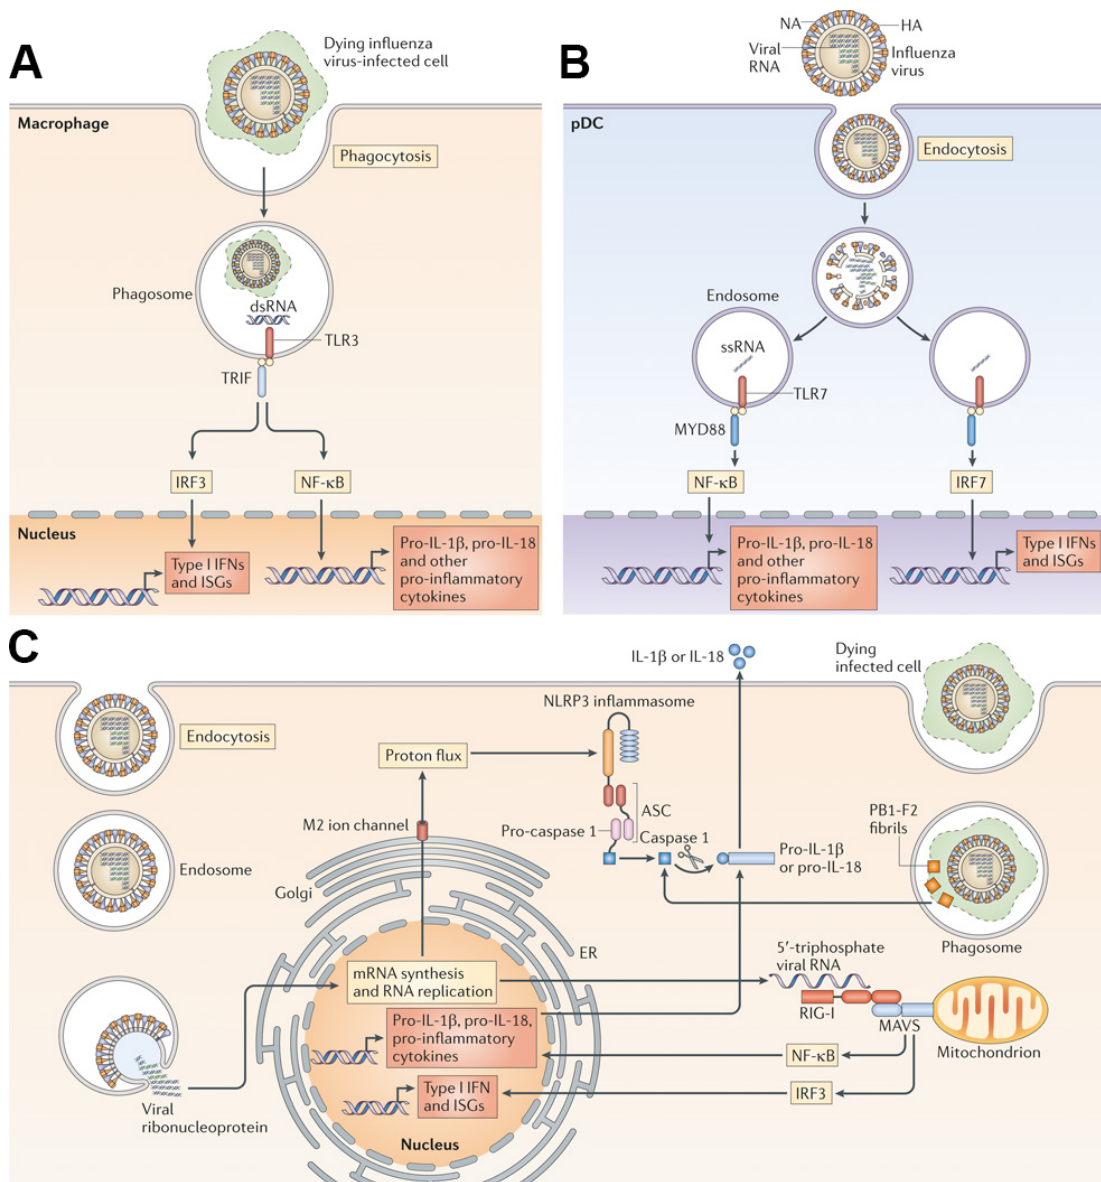 A
Dying influenza
virus-infected cell
Macrophage
Phagocytosis
Phagosome
dsRNA
TLR3
TRIF
IRF3
NF-κB
Nucleus
Type I IFNs
and ISGs
Pro-IL-1β, pro-IL-18
and other
pro-inflammatory
cytokines
B
NA
HA
Viral
RNA
Influenza
virus
pDC
Endocytosis
Endosome
ssRNA
TLR7
MYD88
NF-κB
IRF7
Pro-IL-1β, pro-IL-18
and other
pro-inflammatory
cytokines
Type I IFNs
and ISGs
C
IL-1β or IL-18
Dying
infected cell
NLRP3 inflammasome
Endocytosis
Proton flux
ASC
M2 ion channel
Pro-caspase 1
Caspase 1
PB1-F2
fibrils
Pro-IL-1β
or pro-IL-18
Endosome
Golgi
Phagosome
ER
5′-triphosphate
viral RNA
mRNA synthesis
and RNA replication
RIG-I
MAVS
Pro-IL-1β, pro-IL-18,
pro-inflammatory
cytokines
NF-κB
Mitochondrion
Type I IFN
and ISGs
IRF3
Viral
ribonucleoprotein
Nucleus